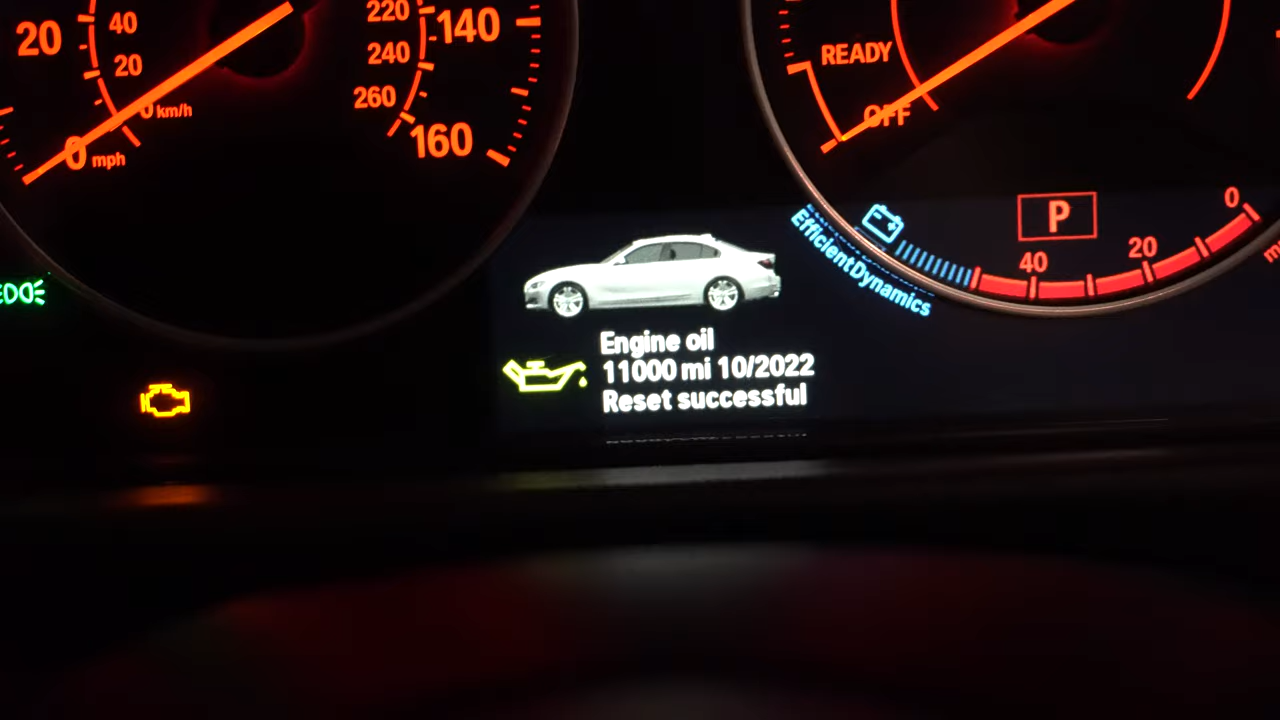 20
40
20
0 km/h
0 mph
220
240
260
140
160
READY
OFF
EfficientDynamics
P
40
20
0
Engine oil
11000 mi 10/2022
Reset successful